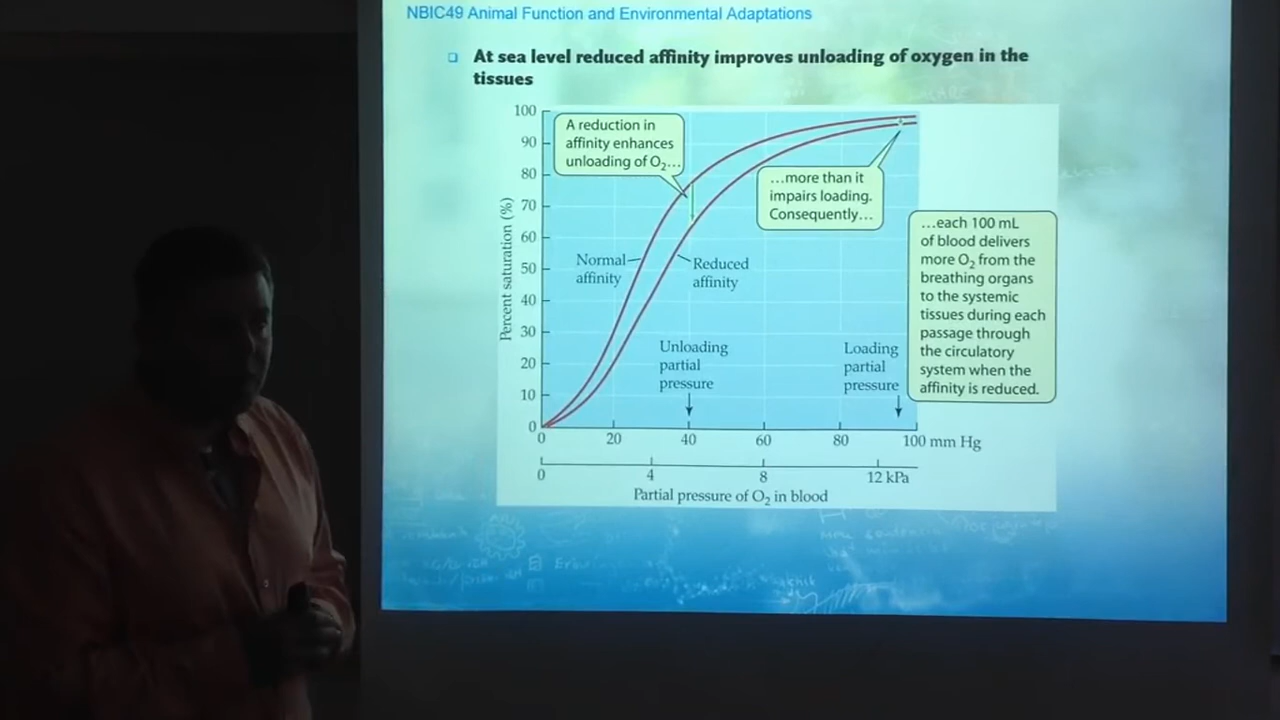 NBIC49 Animal Function and Environmental Adaptations
At sea level reduced affinity improves unloading of oxygen in the
tissues
100
90
80
70
60
50
40
30
20
10
0
Percent saturation (%)
A reduction in
affinity enhances
unloading of O₂…
…more than it
impairs loading.
Consequently…
…each 100 mL
of blood delivers
more O₂ from the
breathing organs
to the systemic
tissues during each
passage through
the circulatory
system when the
affinity is reduced.
Normal
affinity
Reduced
affinity
Unloading
partial
pressure
Loading
partial
pressure
0 20 40 60 80 100 mm Hg
0 4 8 12 kPa
Partial pressure of O₂ in blood